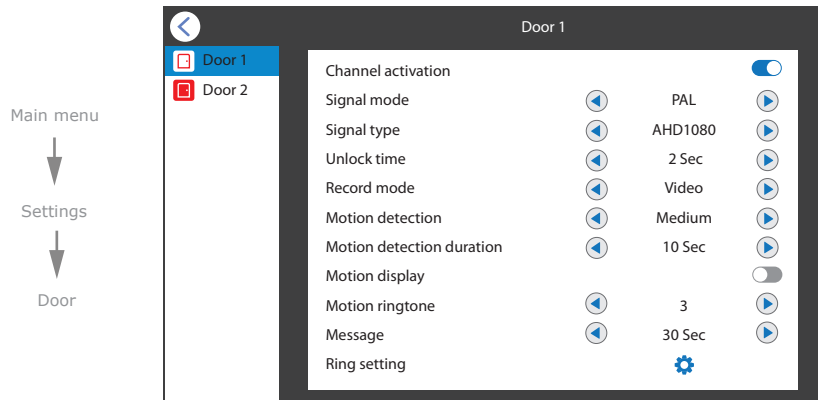 Main menu
Settings
Door
Door 1
Door 1
Door 2
Channel activation
Signal mode PAL
Signal type AHD1080
Unlock time 2 Sec
Record mode Video
Motion detection Medium
Motion detection duration 10 Sec
Motion display
Motion ringtone 3
Message 30 Sec
Ring setting